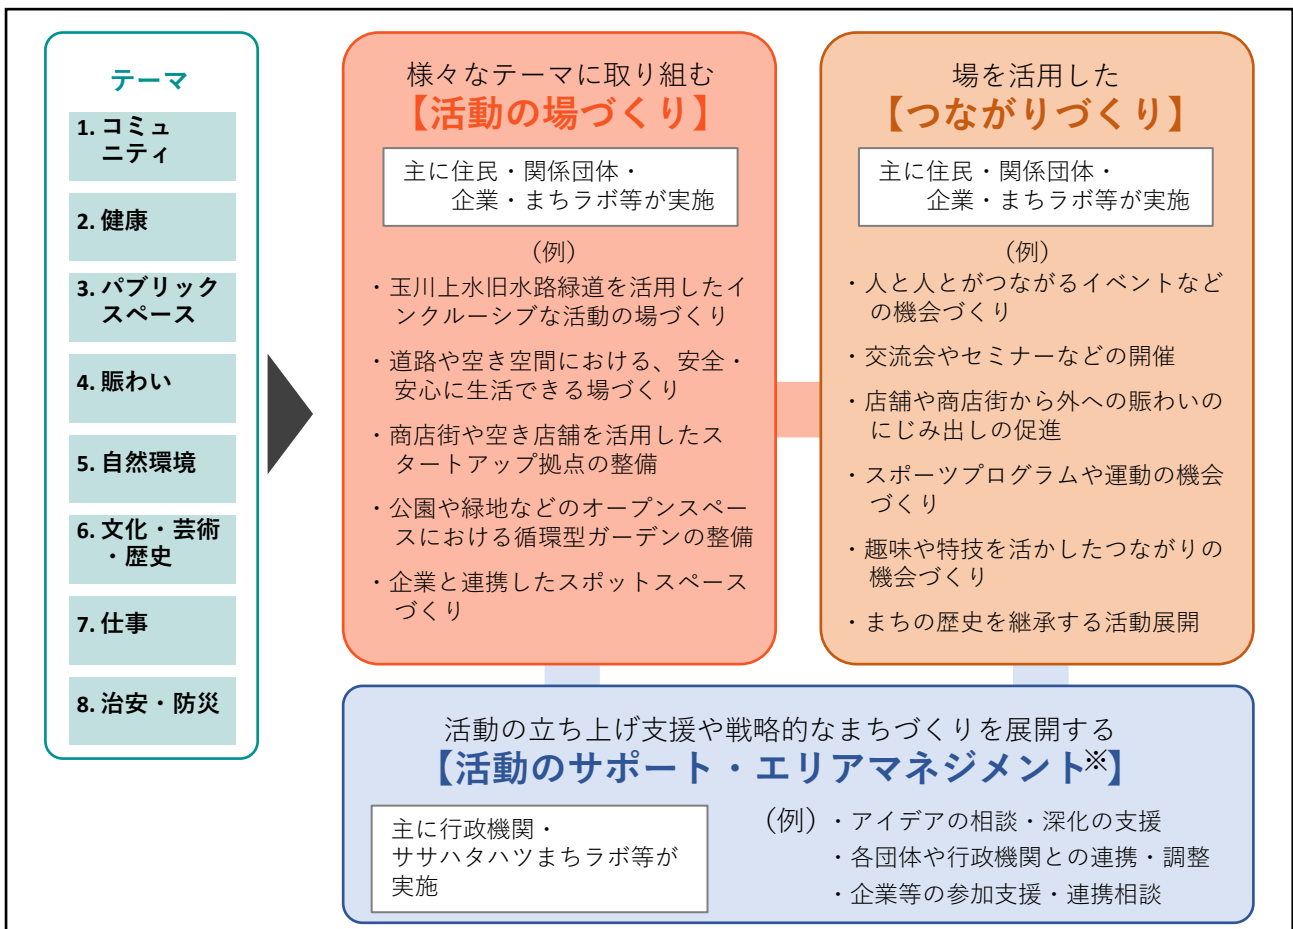 テーマ
1. コミュ
ニティ
2. 健康
3. パブリック
スペース
4. 賑わい
5. 自然環境
6. 文化・芸術
・歴史
7. 仕事
8. 治安・防災
様々なテーマに取り組む
【活動の場づくり】
主に住民・関係団体・
企業・まちラボ等が実施
（例）
・玉川上水旧水路緑道を活用したイ
ンクルーシブな活動の場づくり
・道路や空き空間における、安全・
安心に生活できる場づくり
・商店街や空き店舗を活用したス
タートアップ拠点の整備
・公園や緑地などのオープンスペー
スにおける循環型ガーデンの整備
・企業と連携したスポットスペース
づくり
場を活用した
【つながりづくり】
主に住民・関係団体・
企業・まちラボ等が実施
（例）
・人と人とがつながるイベントなど
の機会づくり
・交流会やセミナーなどの開催
・店舗や商店街から外への賑わいの
にじみ出しの促進
・スポーツプログラムや運動の機会
づくり
・趣味や特技を活かしたつながりの
機会づくり
・まちの歴史を継承する活動展開
活動の立ち上げ支援や戦略的なまちづくりを展開する
【活動のサポート・エリアマネジメント※】
主に行政機関・
ササハタハツまちラボ等が
実施
（例）・アイデアの相談・深化の支援
・各団体や行政機関との連携・調整
・企業等の参加支援・連携相談